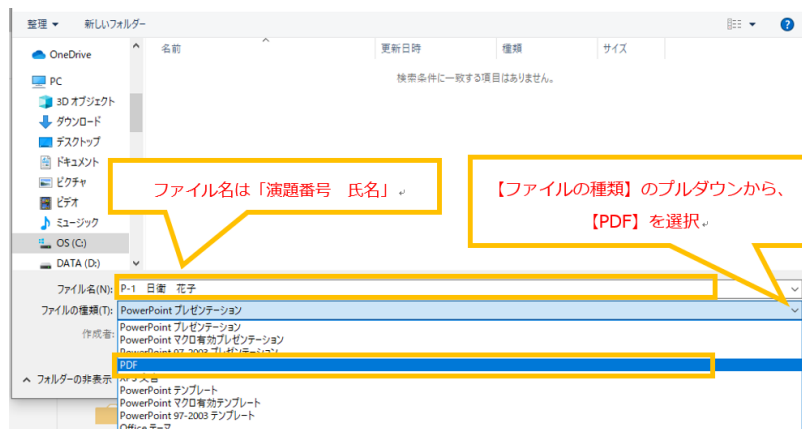 整理 ▼ 新しいフォルダー
名前 更新日時 種類 サイズ
検索条件に一致する項目はありません。
OneDrive
PC
3D オブジェクト
ダウンロード
デスクトップ
ドキュメント
ピクチャ
ビデオ
ミュージック
OS (C:)
DATA (D:)
ファイル名は「演題番号　氏名」
【ファイルの種類】のプルダウンから、
【PDF】を選択
ファイル名(N): P-1　日衛　花子
ファイルの種類(T): PowerPoint プレゼンテーション
作成者:
PowerPoint プレゼンテーション
PowerPoint マクロ有効プレゼンテーション
PowerPoint 97-2003 プレゼンテーション
PDF
XPS 文書
PowerPoint テンプレート
PowerPoint マクロ有効テンプレート
PowerPoint 97-2003 テンプレート
Office テーマ
フォルダーの非表示